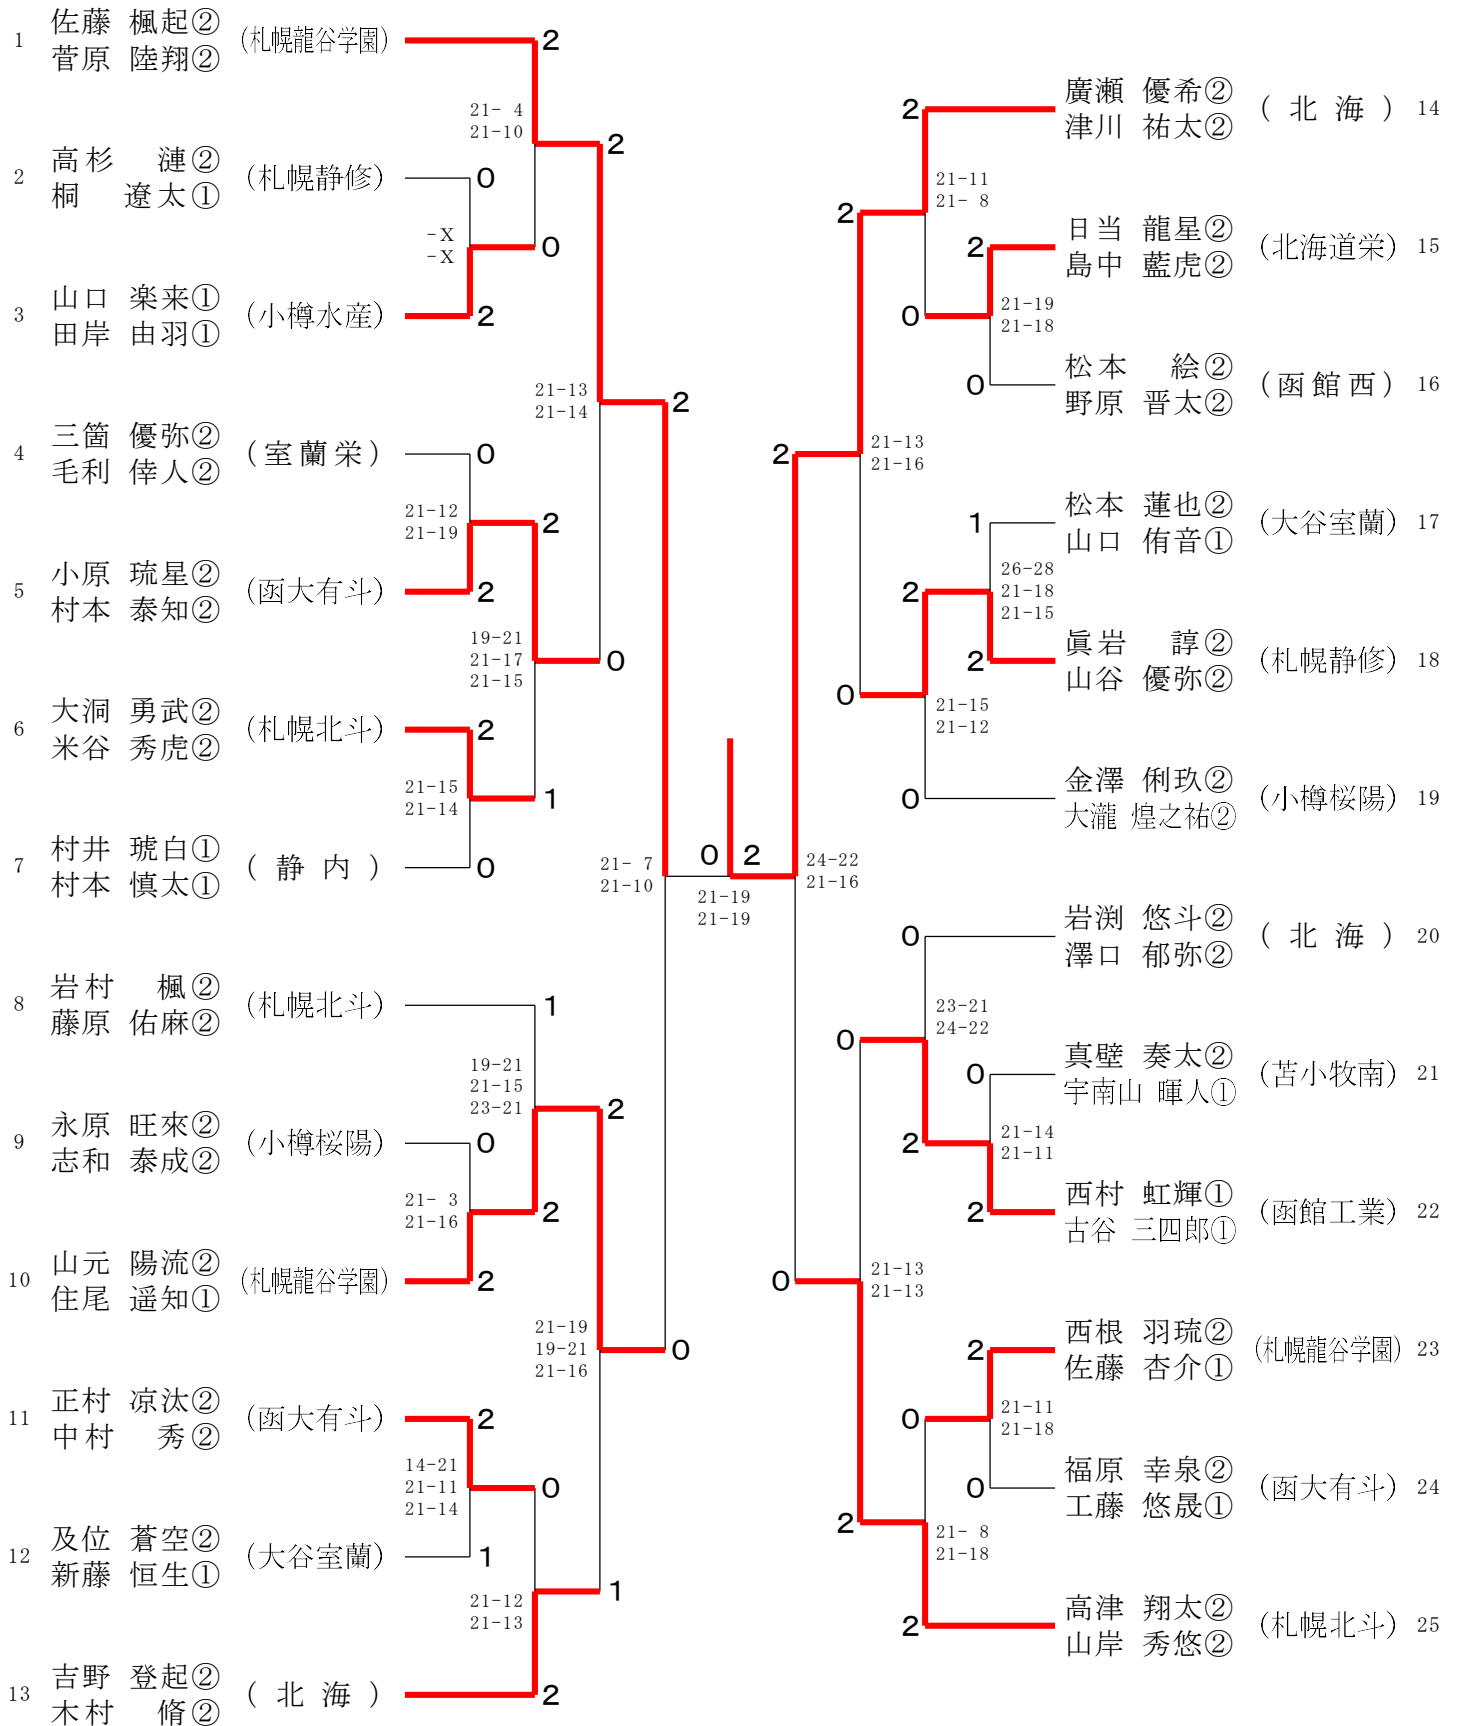 1 佐藤 楓起② (札幌龍谷学園)
菅原 陸翔②
2
21- 4
21-10
2
2 高杉 漣② (札幌静修)
桐 遼太①
0
-X
-X
0
3 山口 楽来① (小樽水産)
田岸 由羽①
2
21-13
21-14
2
4 三箇 優弥② (室蘭栄)
毛利 倖人②
0
21-12
21-19
2
5 小原 琉星② (函大有斗)
村本 泰知②
2
19-21
21-17
21-15
0
6 大洞 勇武② (札幌北斗)
米谷 秀虎②
2
21-15
21-14
1
7 村井 琥白① (静内)
村本 慎太①
0
21- 7
21-10
8 岩村 楓② (札幌北斗)
藤原 佑麻②
1
19-21
21-15
23-21
2
9 永原 旺來② (小樽桜陽)
志和 泰成②
0
21- 3
21-16
2
10 山元 陽流② (札幌龍谷学園)
住尾 遥知①
2
21-19
19-21
21-16
0
11 正村 凉汰② (函大有斗)
中村 秀②
2
14-21
21-11
21-14
0
12 及位 蒼空② (大谷室蘭)
新藤 恒生①
1
21-12
21-13
1
13 吉野 登起② (北海)
木村 脩②
2
0 2
21-19
21-19
2
廣瀬 優希② (北海) 14
津川 祐太②
21-11
21- 8
2
2
日当 龍星② (北海道栄) 15
島中 藍虎②
0
21-19
21-18
0
松本 絵② (函館西) 16
野原 晋太②
2
21-13
21-16
1
松本 蓮也② (大谷室蘭) 17
山口 侑音①
2
26-28
21-18
21-15
2
眞岩 諄② (札幌静修) 18
山谷 優弥②
0
21-15
21-12
0
金澤 俐玖② (小樽桜陽) 19
大瀧 煌之祐②
24-22
21-16
0
岩渕 悠斗② (北海) 20
澤口 郁弥②
0
23-21
24-22
0
真壁 奏太② (苫小牧南) 21
宇南山 暉人①
2
21-14
21-11
2
西村 虹輝① (函館工業) 22
古谷 三四郎①
0
21-13
21-13
2
西根 羽琉② (札幌龍谷学園) 23
佐藤 杏介①
0
21-11
21-18
0
福原 幸泉② (函大有斗) 24
工藤 悠晟①
2
21- 8
21-18
2
高津 翔太② (札幌北斗) 25
山岸 秀悠②